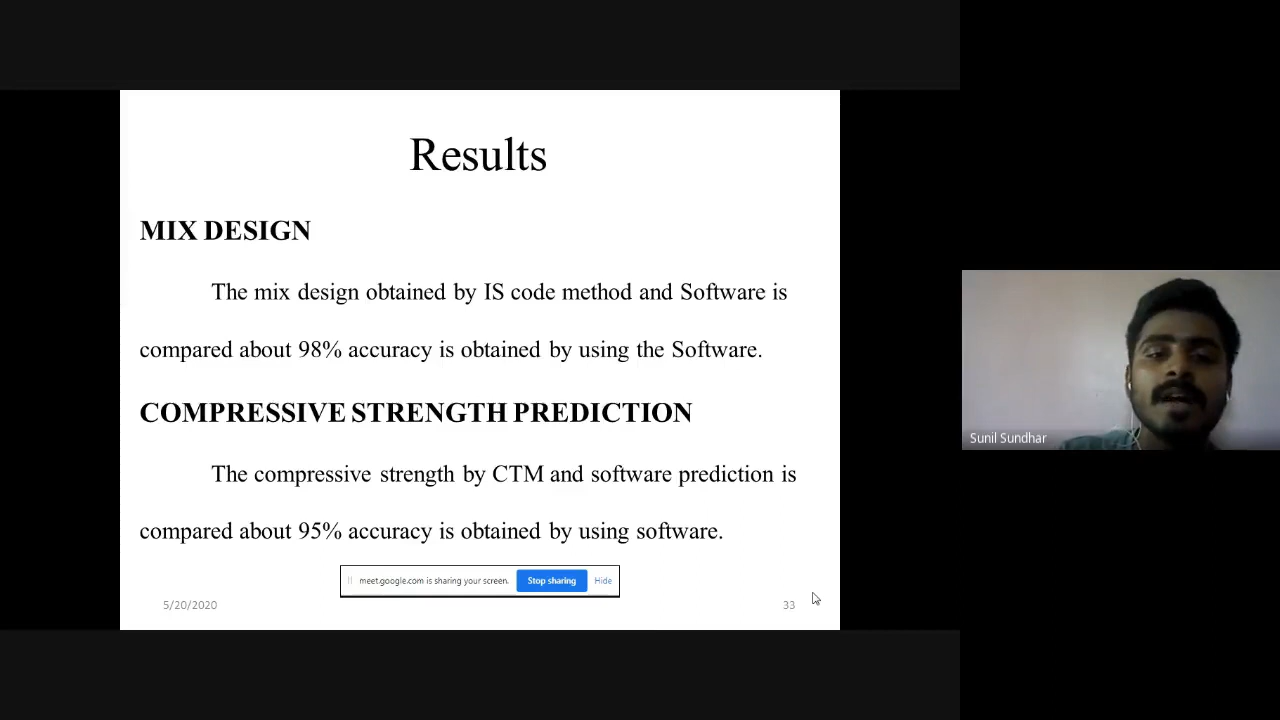 Results
MIX DESIGN
The mix design obtained by IS code method and Software is
compared about 98% accuracy is obtained by using the Software.
COMPRESSIVE STRENGTH PREDICTION
The compressive strength by CTM and software prediction is
compared about 95% accuracy is obtained by using software.
meet.google.com is sharing your screen. Stop sharing Hide
5/20/2020 33
Sunil Sundhar